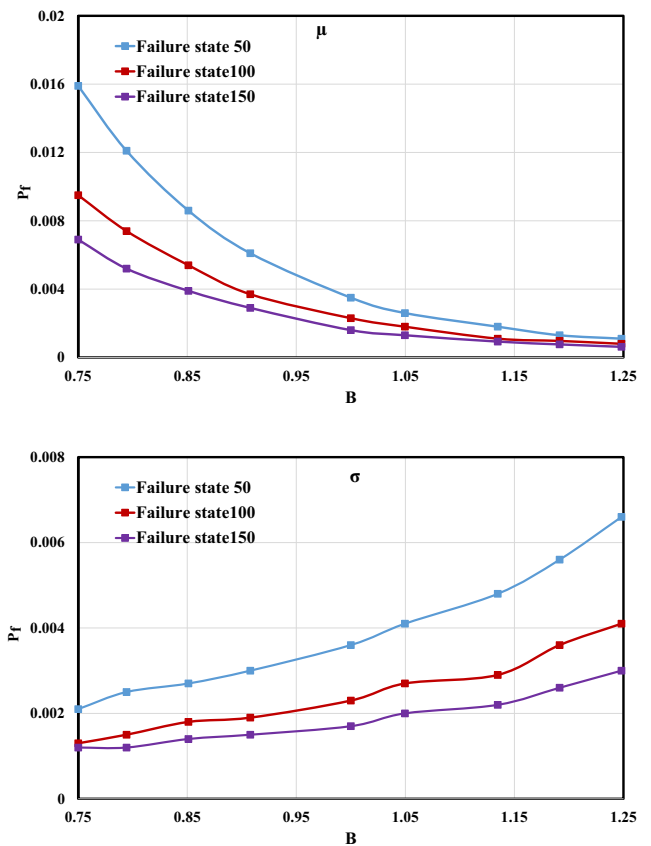 0.02
μ
Failure state 50
Failure state100
Failure state150
0.016
0.012
Pf
0.008
0.004
0
0.75 0.85 0.95 1.05 1.15 1.25
B
0.008
σ
Failure state 50
Failure state100
Failure state150
0.006
Pf
0.004
0.002
0
0.75 0.85 0.95 1.05 1.15 1.25
B